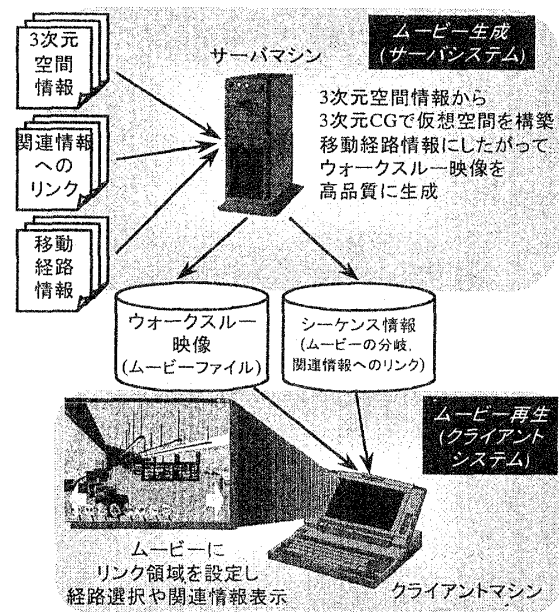 3次元
空間
情報
関連情報
へのリンク
移動
経路
情報
サーバマシン
ムービー生成
(サーバシステム)
3次元空間情報から
3次元CGで仮想空間を構築
移動経路情報にしたがって
ウォークスルー映像を
高品質に生成
ウォークスルー
映像
(ムービーファイル)
シーケンス情報
(ムービーの分岐,
関連情報へのリンク)
ムービー再生
(クライアント
システム)
ムービーに
リンク領域を設定し
経路選択や関連情報表示
クライアントマシン